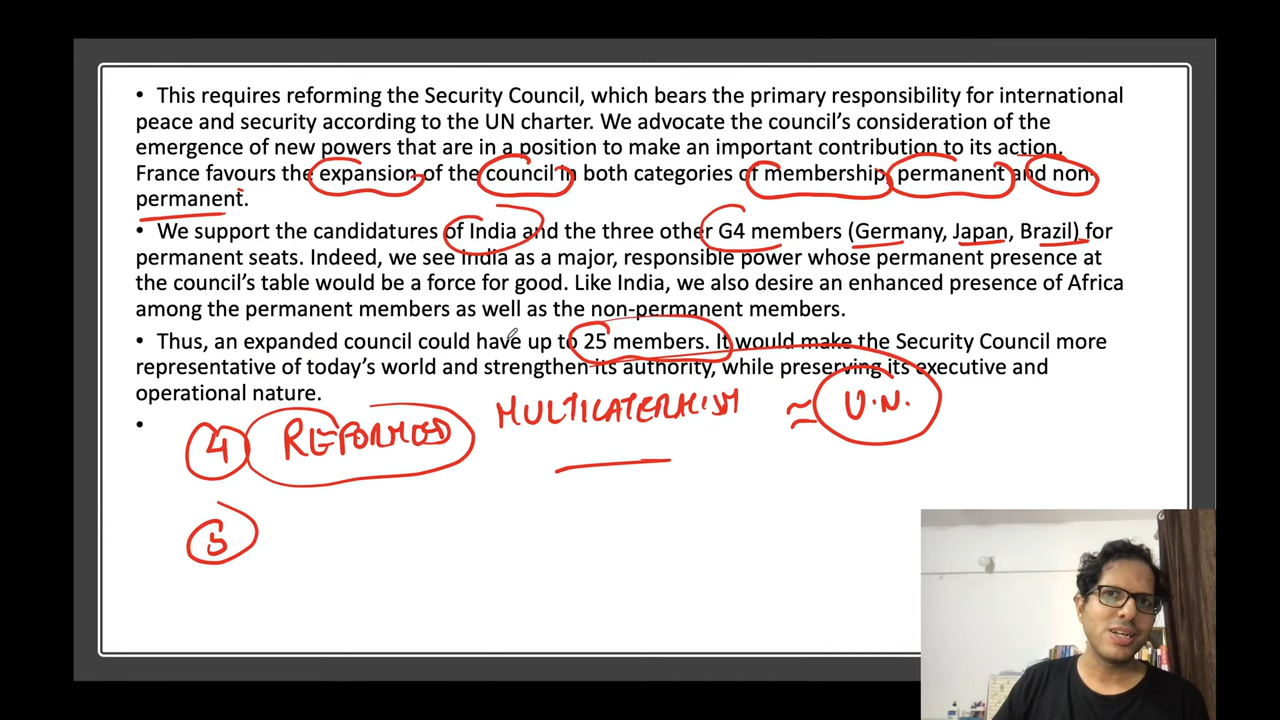 • This requires reforming the Security Council, which bears the primary responsibility for international
peace and security according to the UN charter. We advocate the council's consideration of the
emergence of new powers that are in a position to make an important contribution to its action.
France favours the expansion of the council in both categories of membership, permanent and non
permanent.
• We support the candidatures of India and the three other G4 members (Germany, Japan, Brazil) for
permanent seats. Indeed, we see India as a major, responsible power whose permanent presence at
the council's table would be a force for good. Like India, we also desire an enhanced presence of Africa
among the permanent members as well as the non-permanent members.
• Thus, an expanded council could have up to 25 members. It would make the Security Council more
representative of today's world and strengthen its authority, while preserving its executive and
operational nature.
•
4 REFORMED MULTILATERALISM ≃ U.N.
5